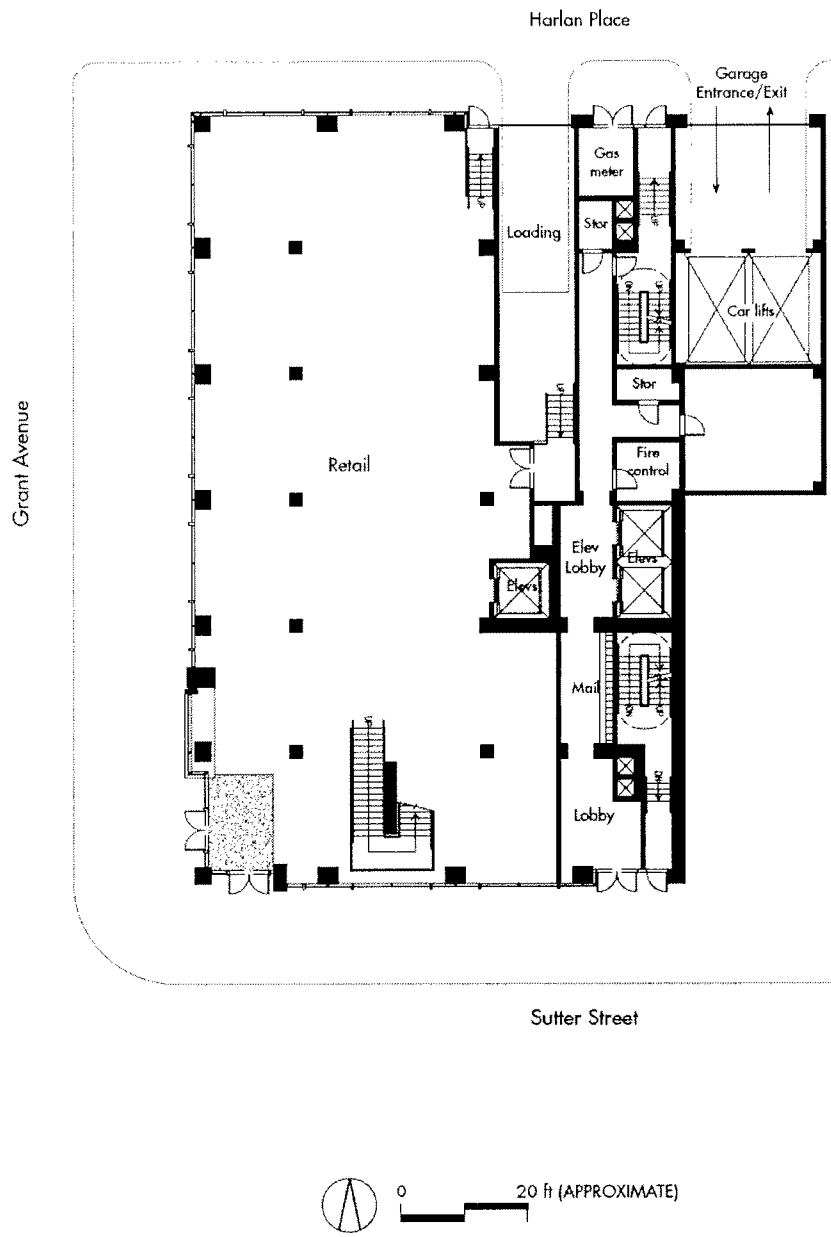 Harlan Place
Garage
Entrance/Exit
Gas
meter
Stor
Loading
Car lifts
Stor
Grant Avenue
Retail
Fire
control
Elev
Lobby
Elevs
Elevs
Mail
Lobby
Sutter Street
0 20 ft (APPROXIMATE)